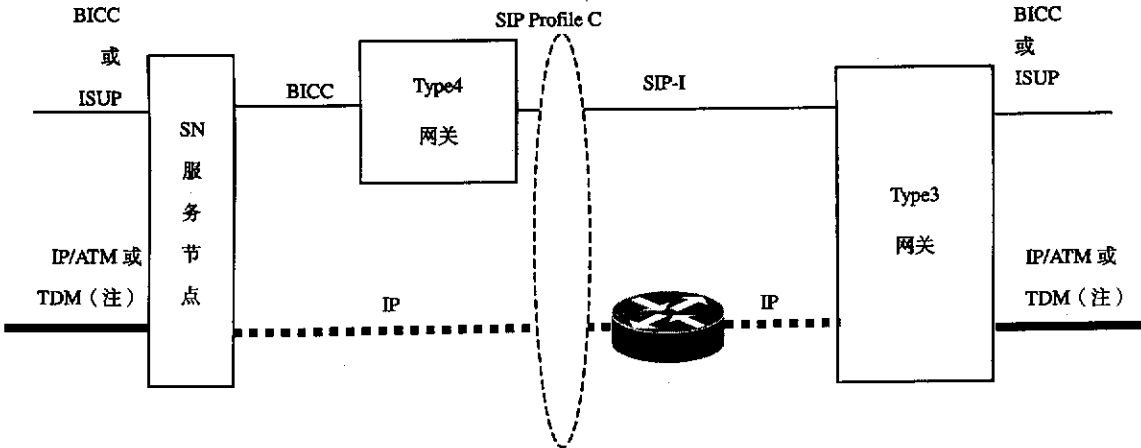 BICC
或
ISUP
SN
服
务
节
点
IP/ATM 或
TDM（注）
BICC
Type4
网关
SIP Profile C
SIP-I
IP
IP
Type3
网关
BICC
或
ISUP
IP/ATM 或
TDM（注）